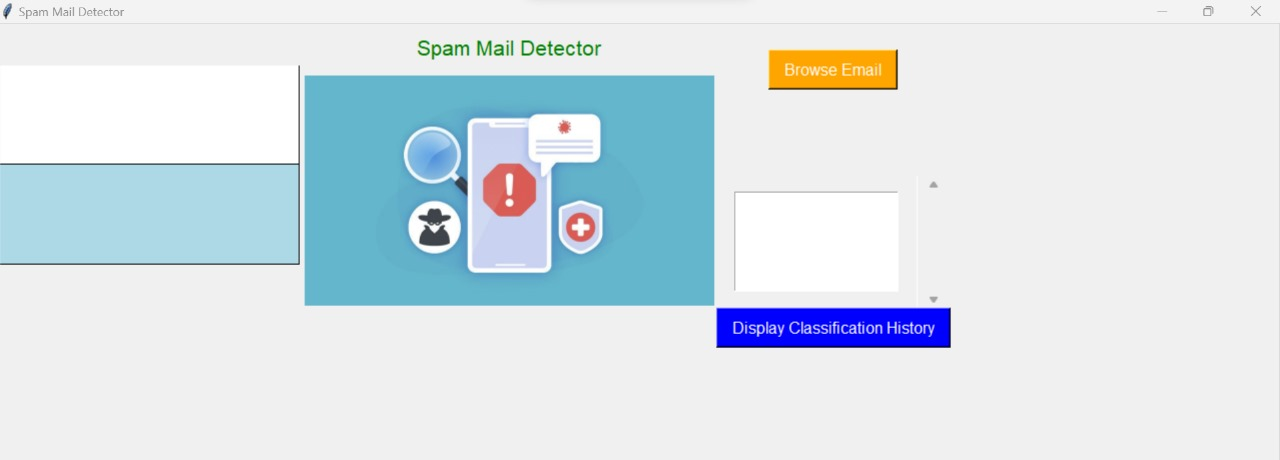 Spam Mail Detector
Spam Mail Detector
Browse Email
!
Display Classification History